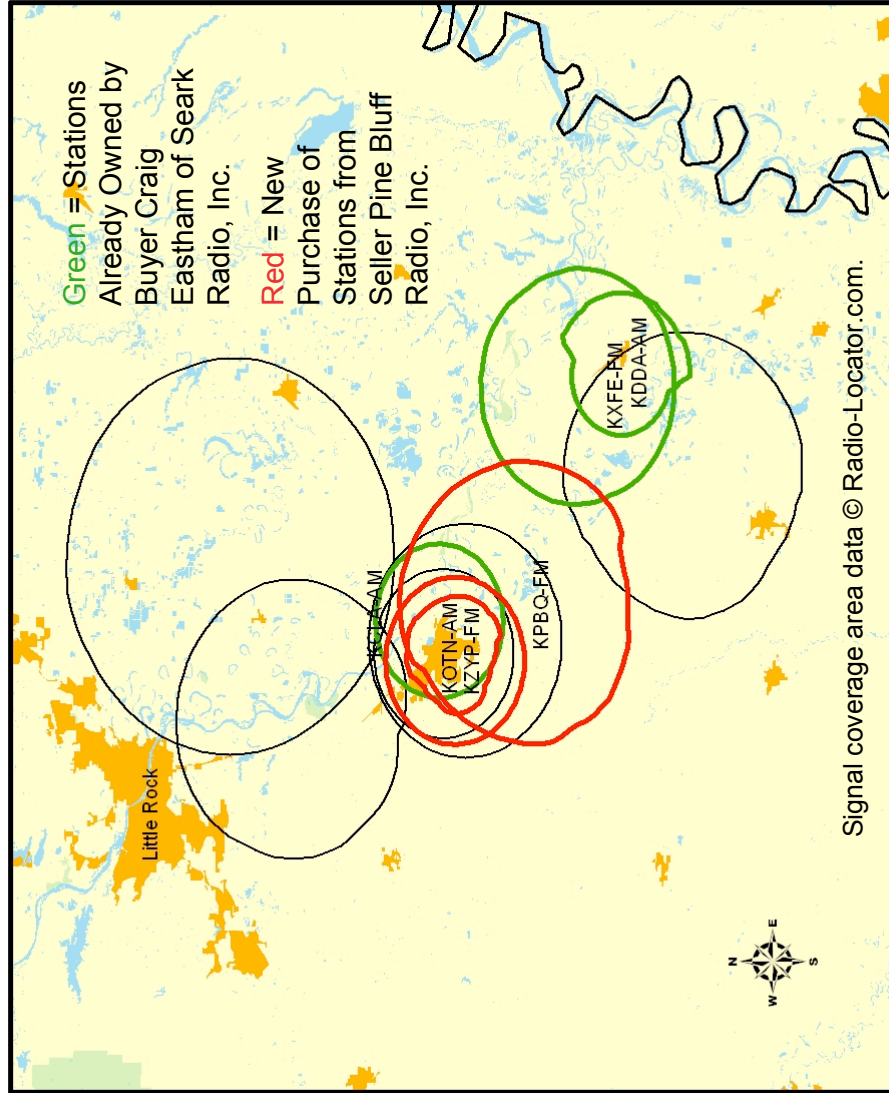 Green = Stations
Already Owned by
Buyer Craig
Eastham of Seark
Radio, Inc.
Red = New
Purchase of
Stations from
Seller Pine Bluff
Radio, Inc.
Little Rock
KCLA-AM
KOTN-AM
KZYP-FM
KPBQ-FM
KXFE-FM
KDDA-AM
N
W
E
S
Signal coverage area data © Radio-Locator.com.